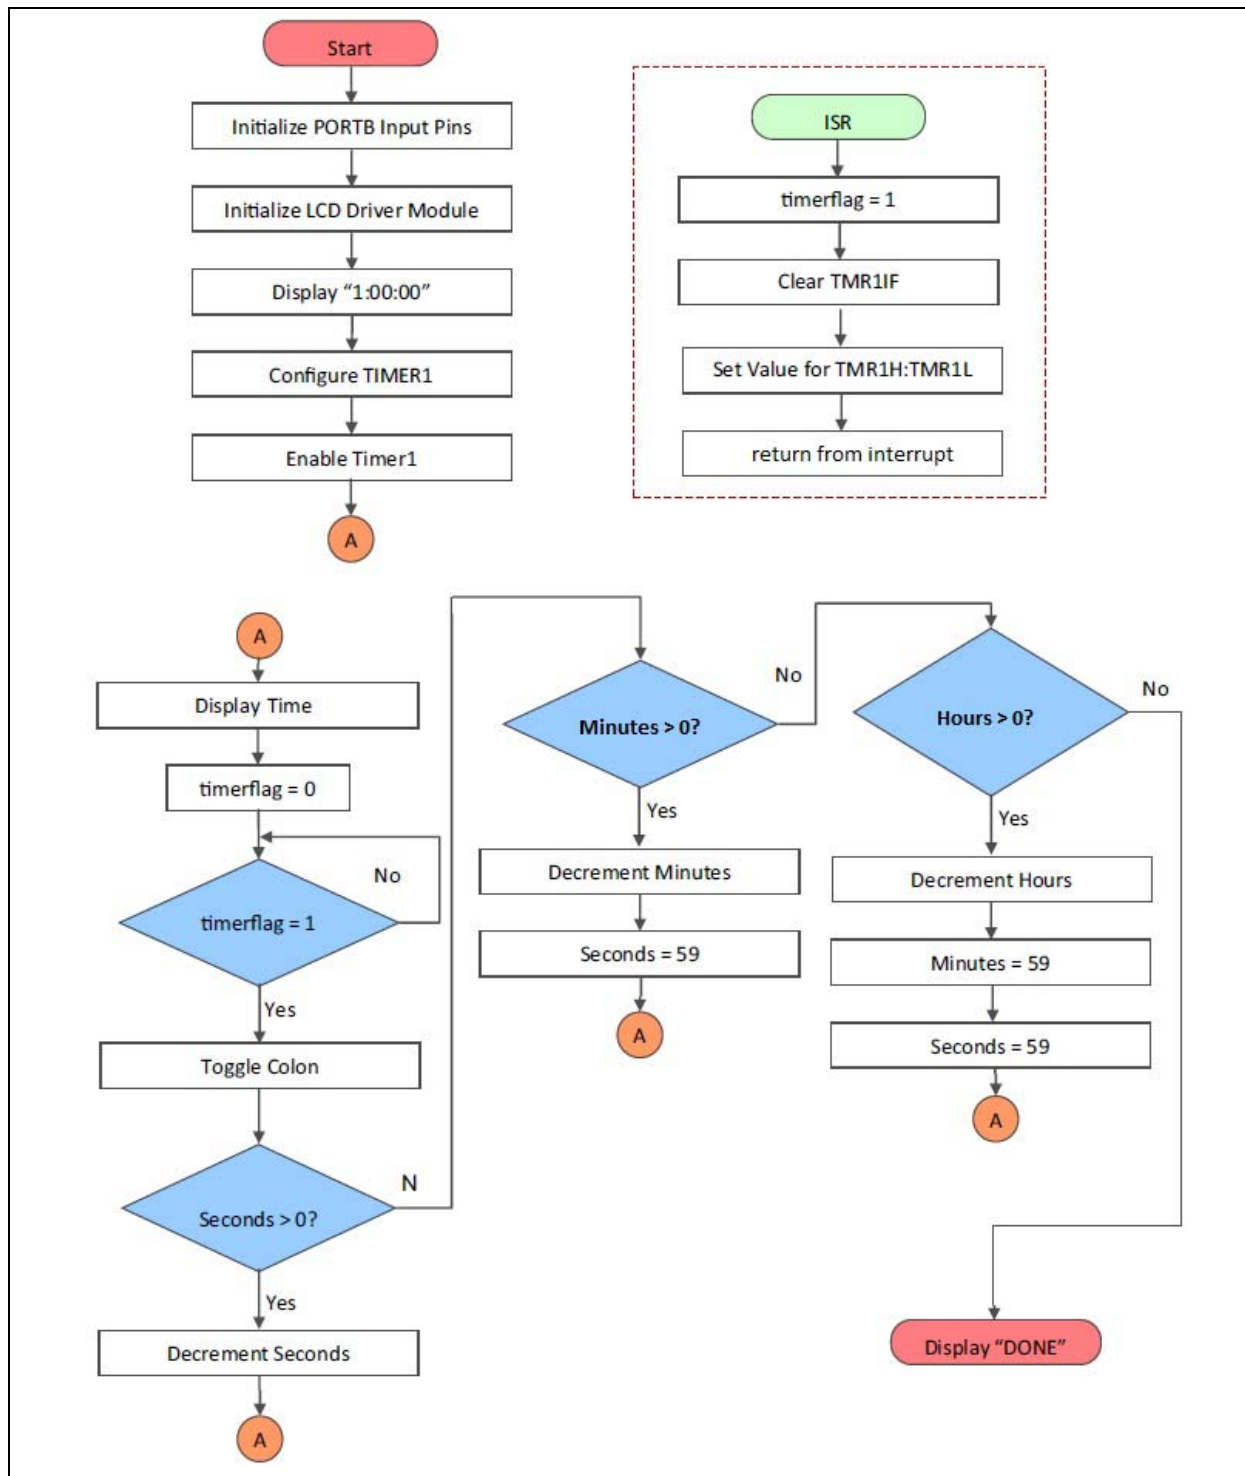 Start
Initialize PORTB Input Pins
Initialize LCD Driver Module
Display “1:00:00”
Configure TIMER1
Enable Timer1
A
ISR
timerflag = 1
Clear TMR1IF
Set Value for TMR1H:TMR1L
return from interrupt
A
Display Time
timerflag = 0
No
timerflag = 1
Yes
Toggle Colon
N
Seconds > 0?
Yes
Decrement Seconds
A
No
Minutes > 0?
Yes
Decrement Minutes
Seconds = 59
A
No
Hours > 0?
Yes
Decrement Hours
Minutes = 59
Seconds = 59
A
Display “DONE”